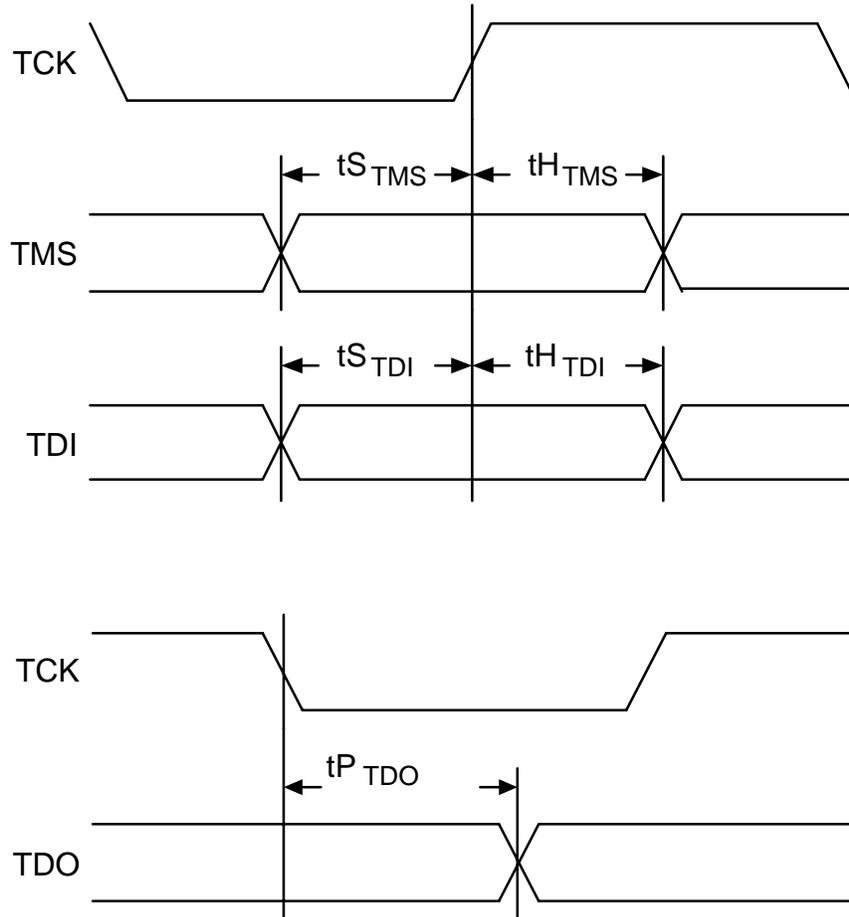 TCK
tS TMS
tH TMS
TMS
tS TDI
tH TDI
TDI
TCK
tP TDO
TDO